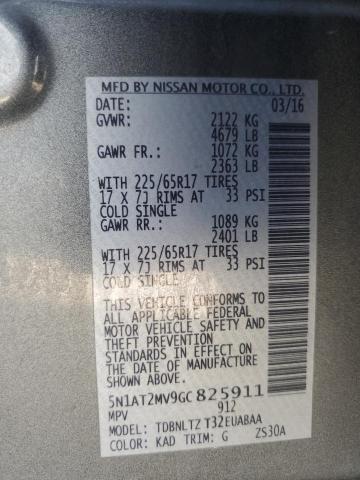 MFD BY NISSAN MOTOR CO., LTD.
DATE: 03/16
GVWR: 2122 KG
4679 LB
GAWR FR.: 1072 KG
2363 LB
WITH 225/65R17 TIRES
17 X 7J RIMS AT 33 PSI
COLD SINGLE
GAWR RR.: 1089 KG
2401 LB
WITH 225/65R17 TIRES
17 X 7J RIMS AT 33 PSI
COLD SINGLE
THIS VEHICLE CONFORMS TO
ALL APPLICABLE FEDERAL
MOTOR VEHICLE SAFETY AND
THEFT PREVENTION
STANDARDS IN EFFECT ON
THE DATE OF MANUFACTURE
SHOWN ABOVE.
5N1AT2MV9GC825911
MPV 912
MODEL: TDBNLTZ T32EUABAA
COLOR: KAD TRIM: G ZS30A